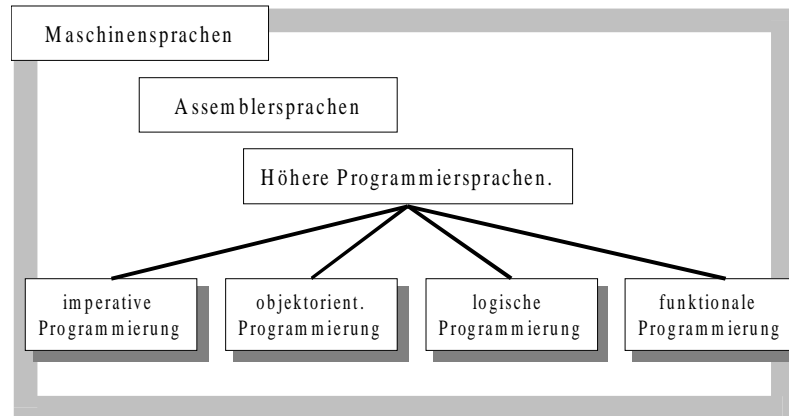 Maschinensprachen
Assemblersprachen
Höhere Programmiersprachen.
imperative
Programmierung
objektorient.
Programmierung
logische
Programmierung
funktionale
Programmierung